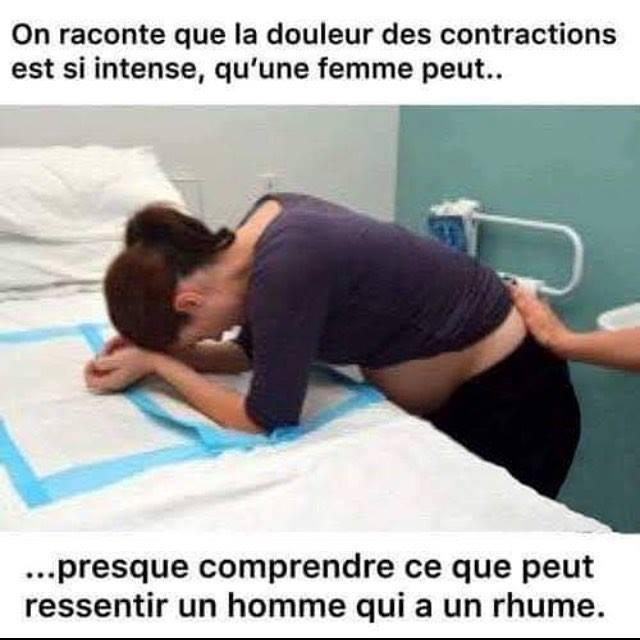 On raconte que la douleur des contractions
est si intense, qu'une femme peut..
...presque comprendre ce que peut
ressentir un homme qui a un rhume.